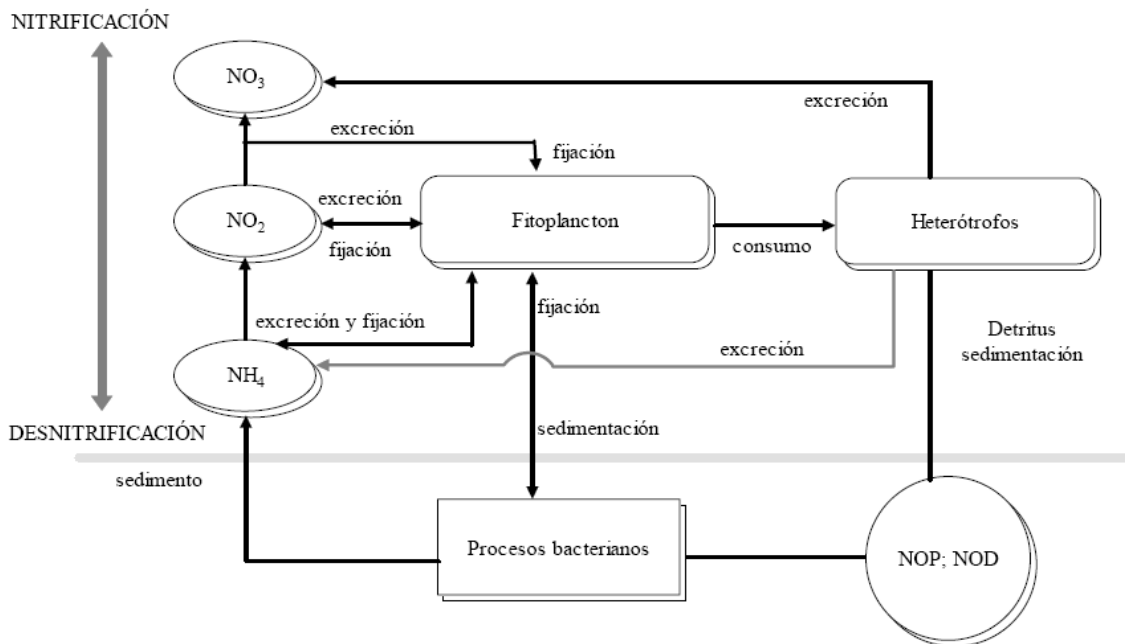 NITRIFICACIÓN
NO3
excreción
excreción
fijación
excreción
NO2
fijación
Fitoplancton
consumo
Heterótrofos
excreción y fijación
fijación
Detritus
sedimentación
excreción
NH4
DESNITRIFICACIÓN
sedimentación
sedimento
Procesos bacterianos
NOP; NOD